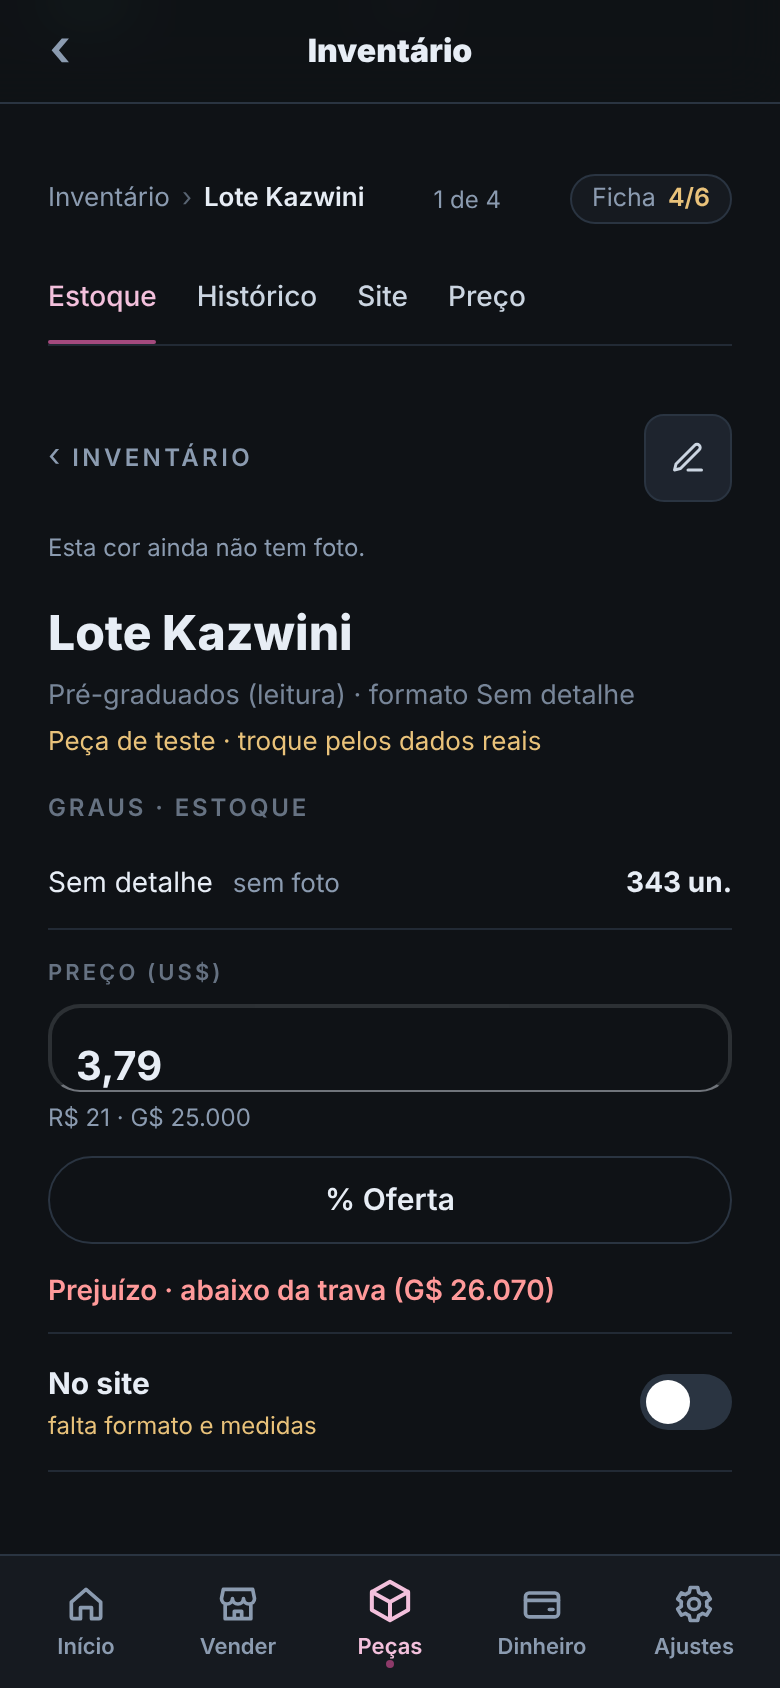 Inventário
Inventário › Lote Kazwini 1 de 4 Ficha 4/6
Estoque Histórico Site Preço
‹ INVENTÁRIO
Esta cor ainda não tem foto.
Lote Kazwini
Pré-graduados (leitura) · formato Sem detalhe
Peça de teste · troque pelos dados reais
GRAUS · ESTOQUE
Sem detalhe sem foto 343 un.
PREÇO (US$)
3,79
R$ 21 · G$ 25.000
% Oferta
Prejuízo · abaixo da trava (G$ 26.070)
No site
falta formato e medidas
Início Vender Peças Dinheiro Ajustes